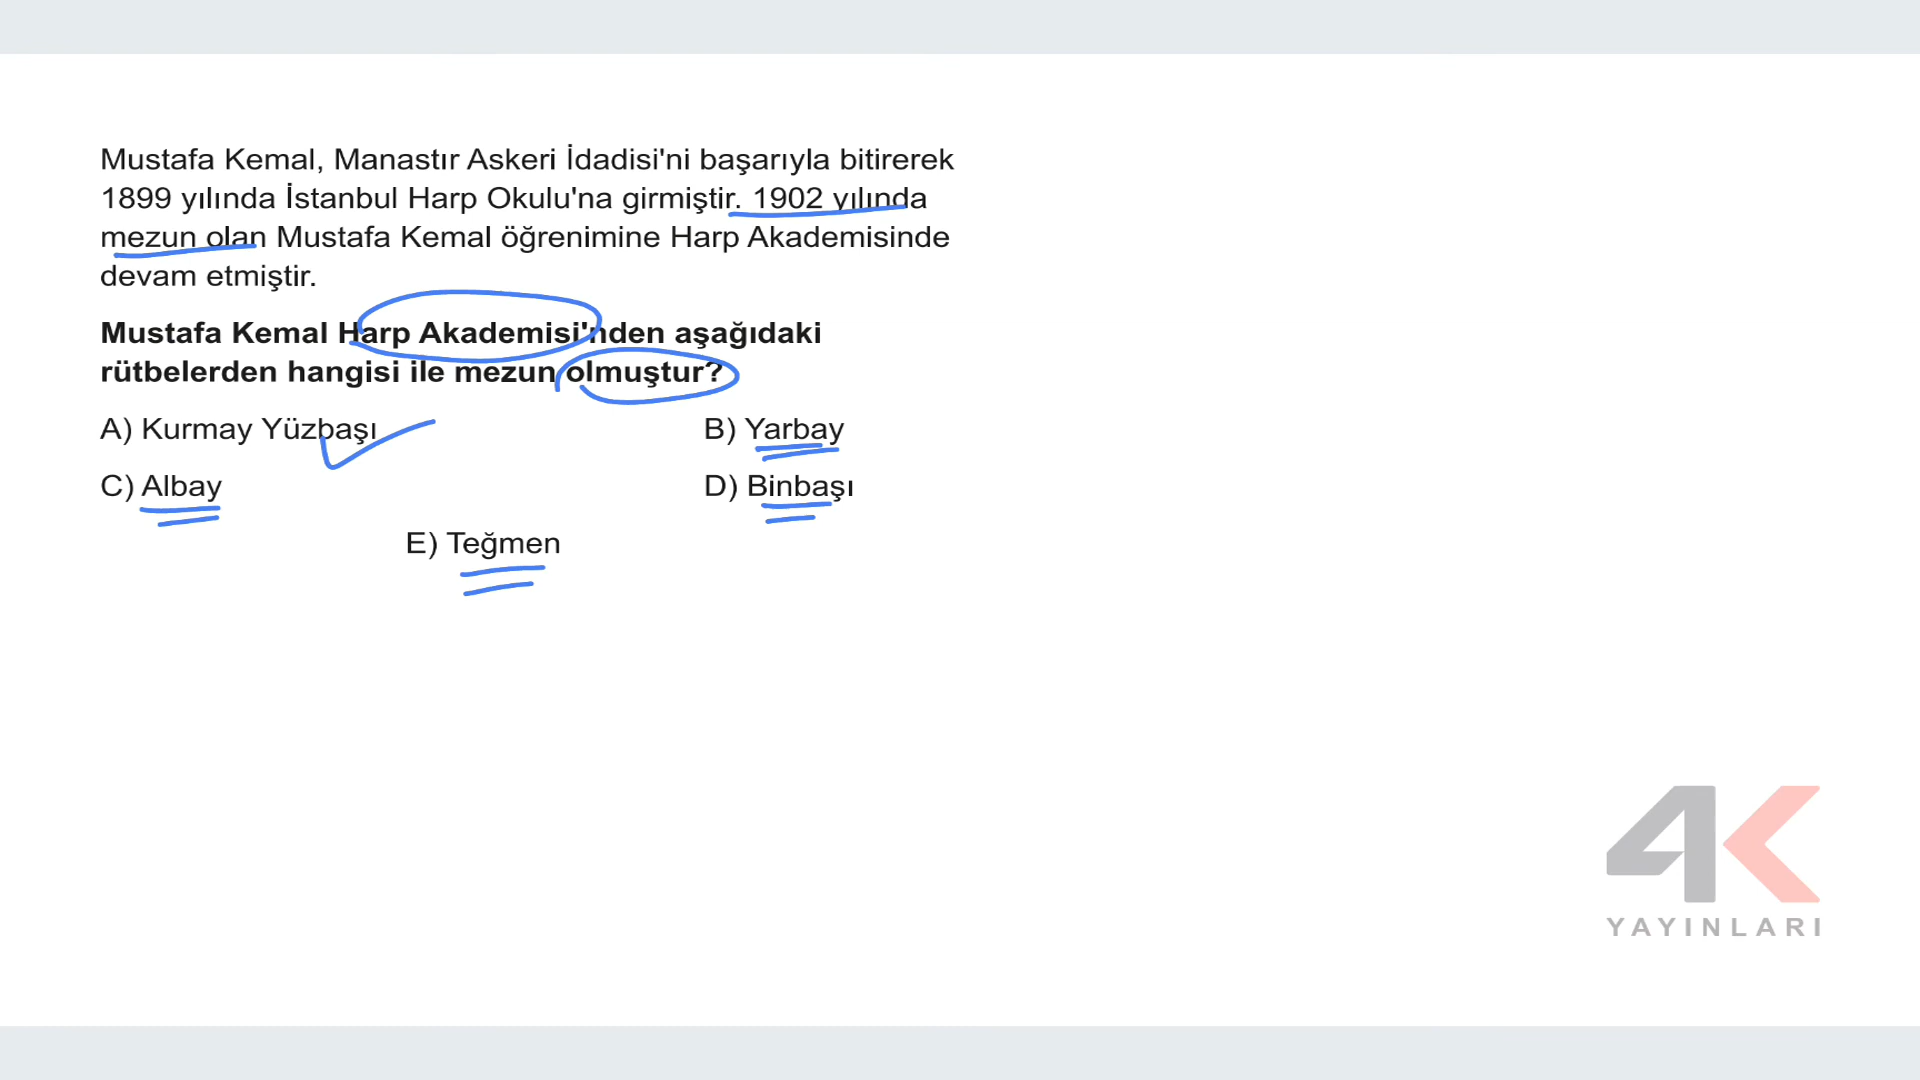 Mustafa Kemal, Manastır Askeri İdadisi'ni başarıyla bitirerek
1899 yılında İstanbul Harp Okulu'na girmiştir. 1902 yılında
mezun olan Mustafa Kemal öğrenimine Harp Akademisinde
devam etmiştir.
Mustafa Kemal Harp Akademisi'nden aşağıdaki
rütbelerden hangisi ile mezun olmuştur?
A) Kurmay Yüzbaşı B) Yarbay
C) Albay D) Binbaşı
E) Teğmen
4K
YAYINLARI